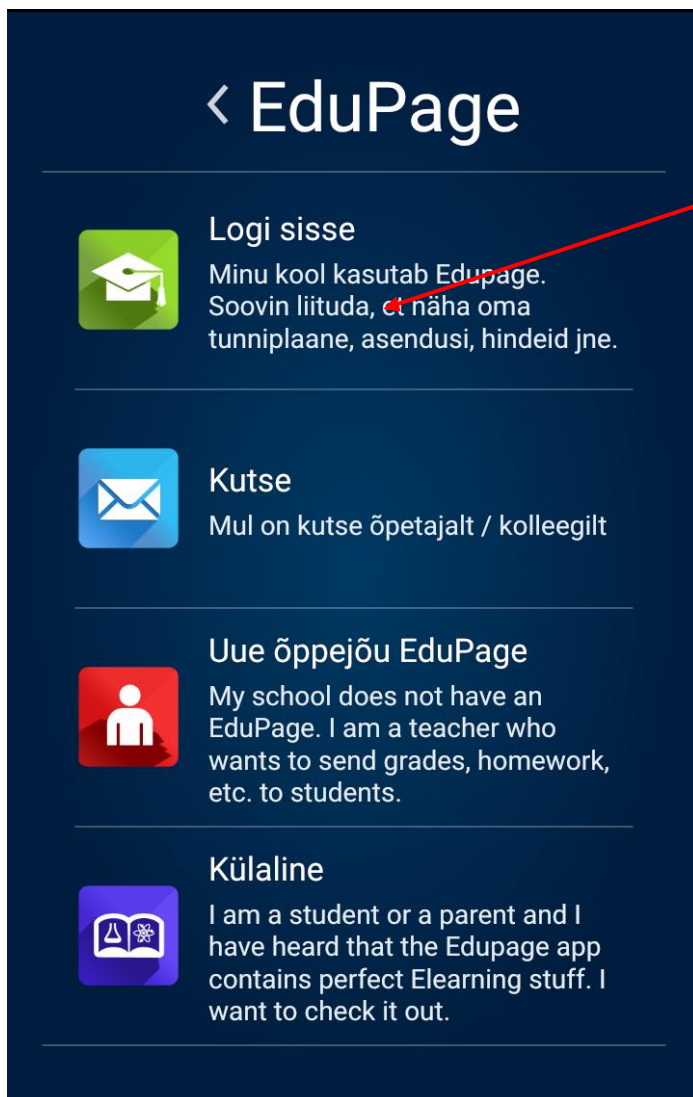 EduPage
Logi sisse
Minu kool kasutab Edupage.
Soovin liituda, et näha oma
tunniplaane, asendusi, hindeid jne.
Kutse
Mul on kutse õpetajalt / kolleegilt
Uue õppejõu EduPage
My school does not have an
EduPage. I am a teacher who
wants to send grades, homework,
etc. to students.
Külaline
I am a student or a parent and I
have heard that the Edupage app
contains perfect Elearning stuff. I
want to check it out.